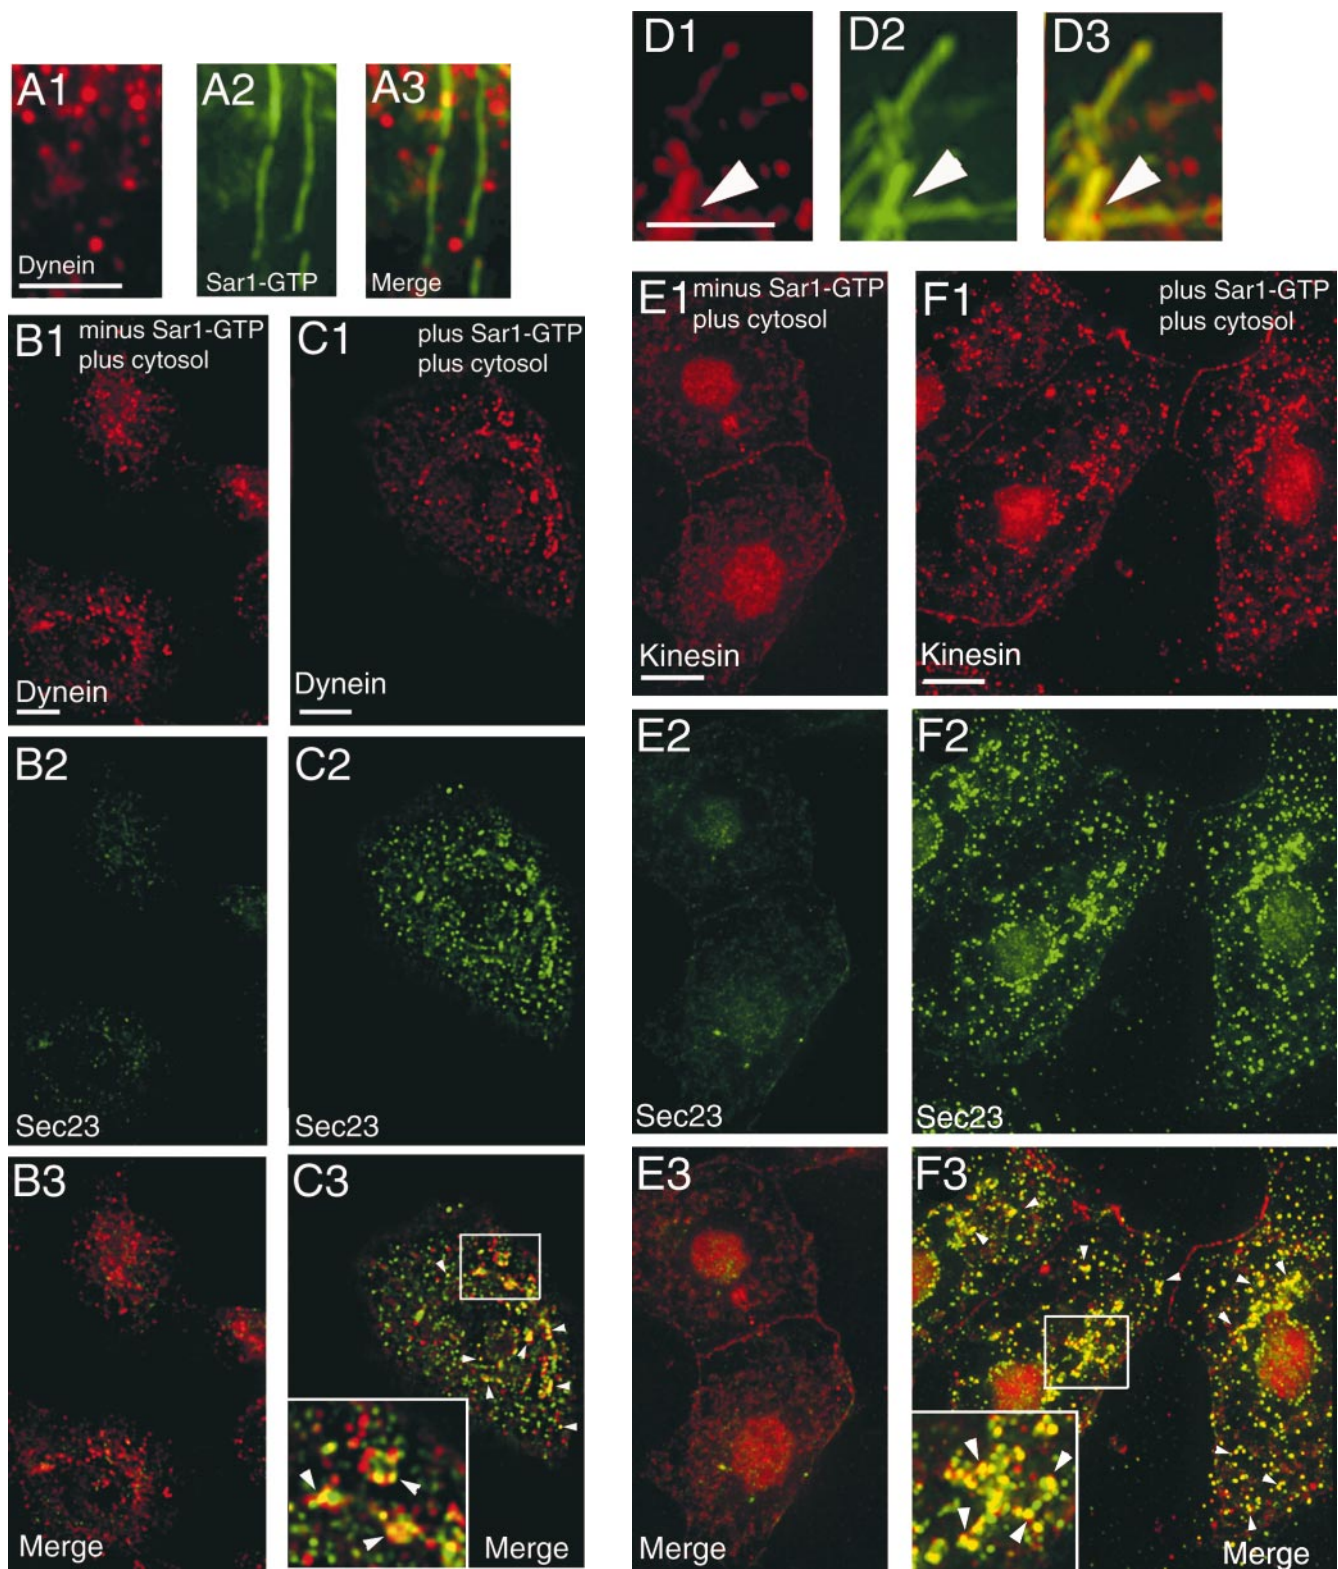 A1
Dynein
A2
Sar1-GTP
A3
Merge
B1 minus Sar1-GTP
plus cytosol
Dynein
C1 plus Sar1-GTP
plus cytosol
Dynein
B2
Sec23
C2
Sec23
B3
Merge
C3
Merge
D1
D2
D3
E1 minus Sar1-GTP
plus cytosol
Kinesin
F1 plus Sar1-GTP
plus cytosol
Kinesin
E2
Sec23
F2
Sec23
E3
Merge
F3
Merge